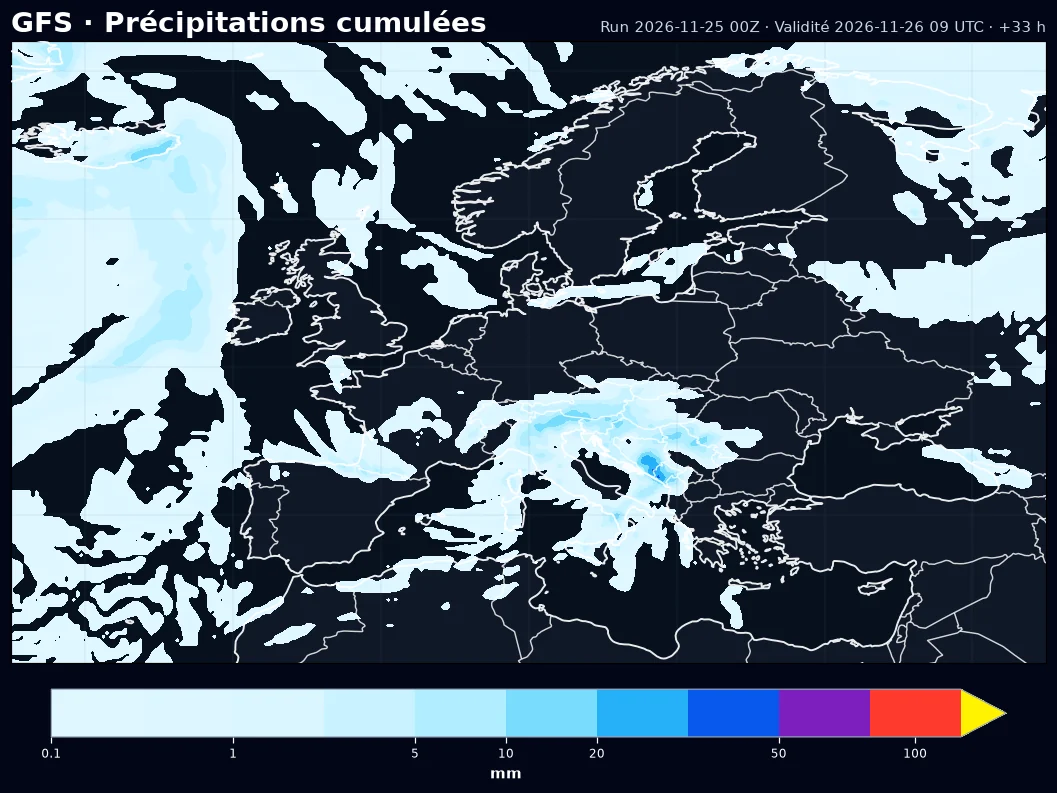 GFS · Précipitations cumulées
Run 2026-11-25 00Z · Validité 2026-11-26 09 UTC · +33 h
0.1 1 5 10 20 50 100
mm